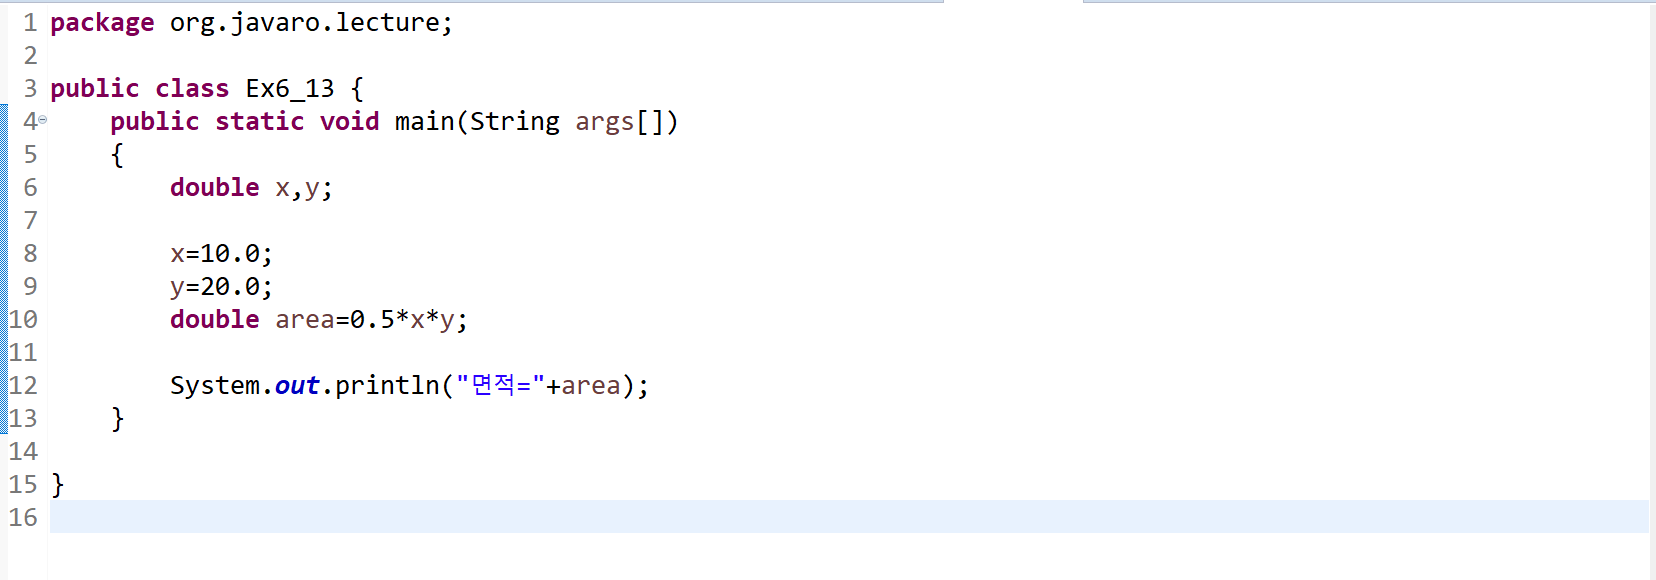 1 package org.javaro.lecture;
2
3 public class Ex6_13 {
4     public static void main(String args[])
5     {
6         double x,y;
7
8         x=10.0;
9         y=20.0;
10         double area=0.5*x*y;
11
12         System.out.println("면적="+area);
13     }
14
15 }
16